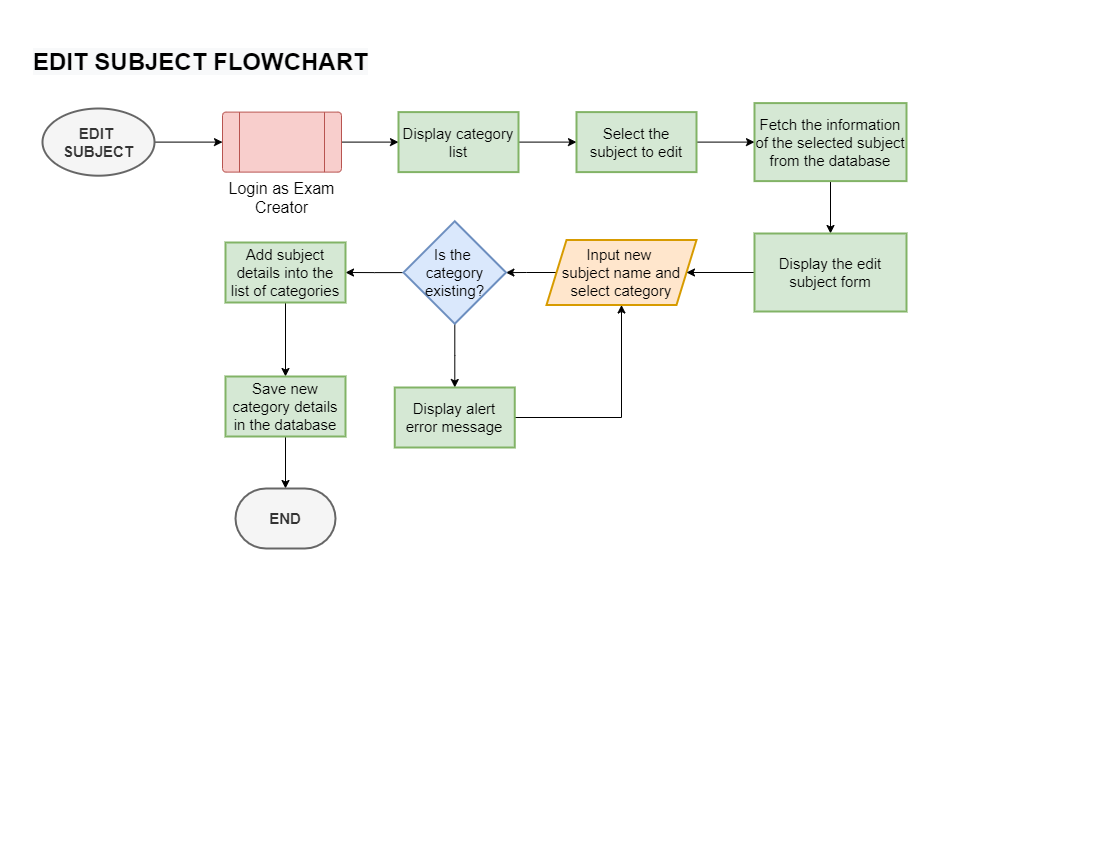 EDIT SUBJECT FLOWCHART
EDIT
SUBJECT
Login as Exam
Creator
Display category
list
Select the
subject to edit
Fetch the information
of the selected subject
from the database
Display the edit
subject form
Input new
subject name and
select category
Is the
category
existing?
Add subject
details into the
list of categories
Display alert
error message
Save new
category details
in the database
END